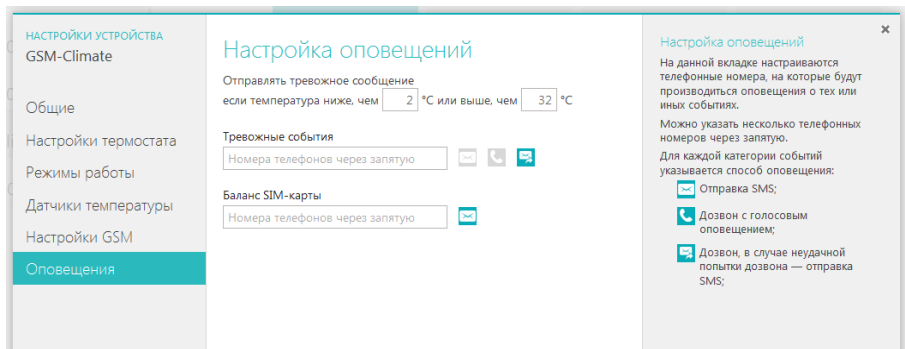 НАСТРОЙКИ УСТРОЙСТВА
GSM-Climate
Общие
Настройки термостата
Режимы работы
Датчики температуры
Настройки GSM
Оповещения
Настройка оповещений
Отправлять тревожное сообщение
если температура ниже, чем 2 °C или выше, чем 32 °C
Тревожные события
Номера телефонов через запятую
Баланс SIM-карты
Номера телефонов через запятую
Настройка оповещений
На данной вкладке настраиваются
телефонные номера, на которые будут
производиться оповещения о тех или
иных событиях.
Можно указать несколько телефонных
номеров через запятую.
Для каждой категории событий
указывается способ оповещения:
Отправка SMS;
Дозвон с голосовым
оповещением;
Дозвон, в случае неудачной
попытки дозвона — отправка
SMS;